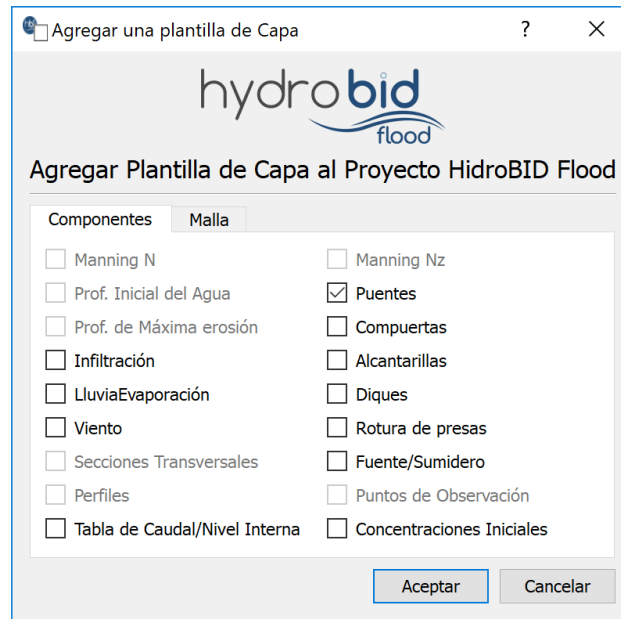 Agregar una plantilla de Capa ?
hydrobid
flood
Agregar Plantilla de Capa al Proyecto HidroBID Flood
Componentes Malla
Manning N Manning Nz
Prof. Inicial del Agua Puentes
Prof. de Máxima erosión Compuertas
Infiltración Alcantarillas
LluviaEvaporación Diques
Viento Rotura de presas
Secciones Transversales Fuente/Sumidero
Perfiles Puntos de Observación
Tabla de Caudal/Nivel Interna Concentraciones Iniciales
Aceptar Cancelar